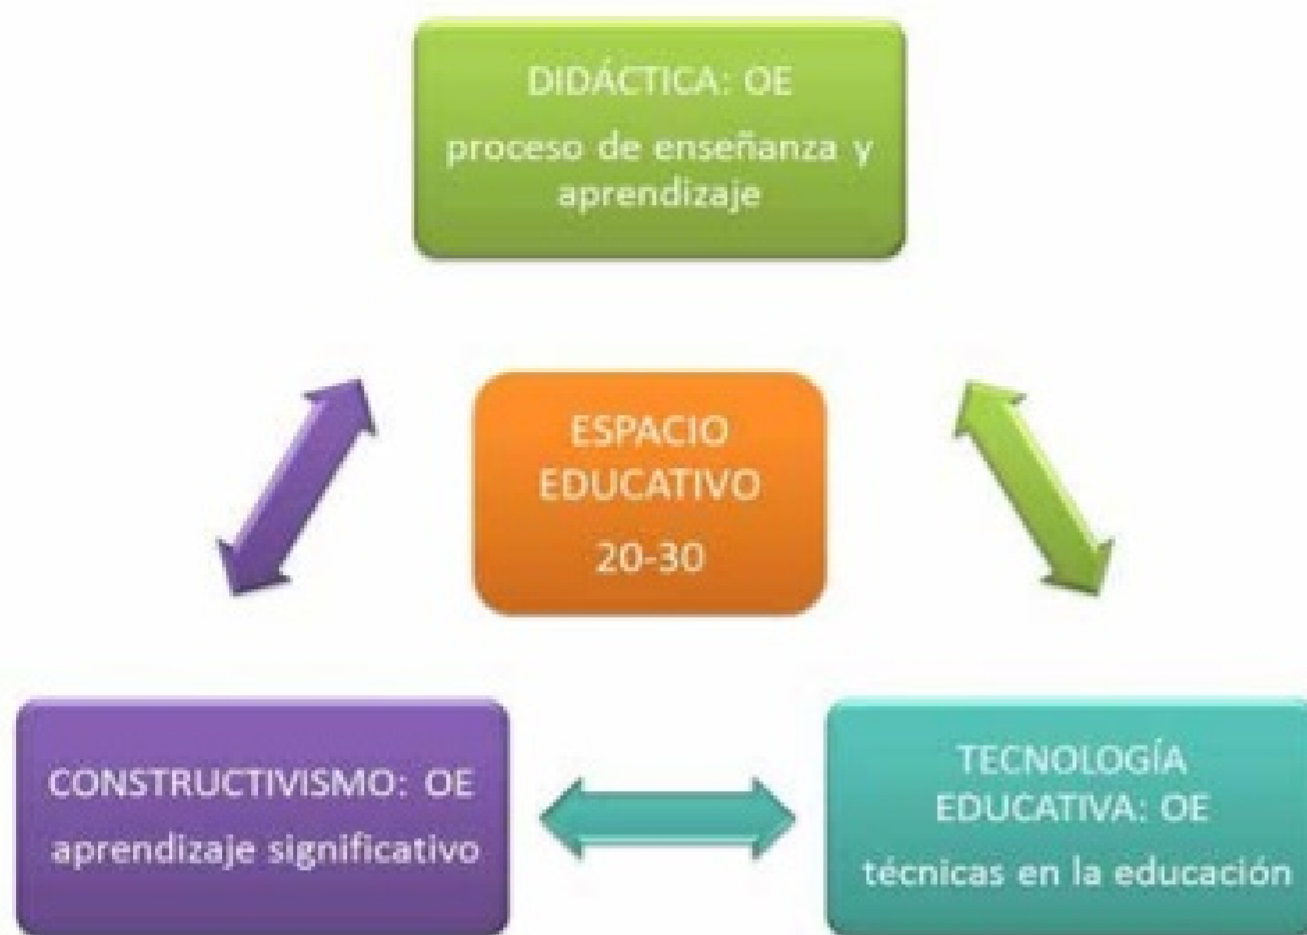 DIDÁCTICA: OE
proceso de enseñanza y
aprendizaje
ESPACIO
EDUCATIVO
20-30
CONSTRUCTIVISMO: OE
aprendizaje significativo
TECNOLOGÍA
EDUCATIVA: OE
técnicas en la educación